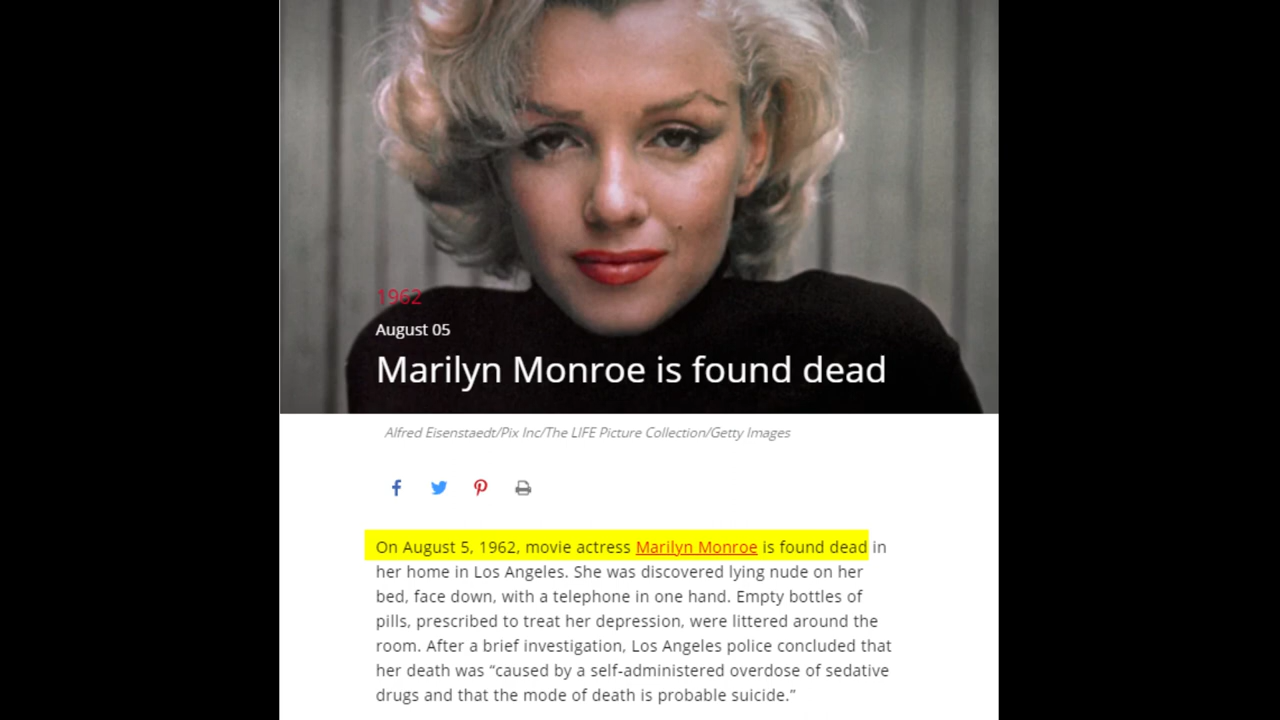 1962
August 05
Marilyn Monroe is found dead
Alfred Eisenstaedt/Pix Inc/The LIFE Picture Collection/Getty Images
On August 5, 1962, movie actress Marilyn Monroe is found dead in
her home in Los Angeles. She was discovered lying nude on her
bed, face down, with a telephone in one hand. Empty bottles of
pills, prescribed to treat her depression, were littered around the
room. After a brief investigation, Los Angeles police concluded that
her death was “caused by a self-administered overdose of sedative
drugs and that the mode of death is probable suicide.”